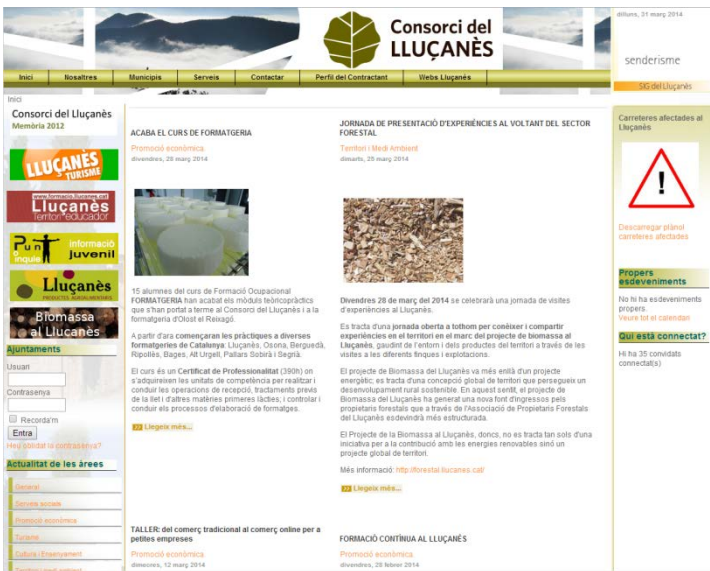 dilluns, 31 març 2014
Consorci del
LLUÇANÈS
senderisme
SIG del Lluçanès
Inici
Nosaltres
Municipis
Serveis
Contactar
Perfil del Contractant
Webs Lluçanès
Inici
Consorci del Lluçanès
Memòria 2012
LLUÇANÈS
TURISME
www.formacio.llucanes.cat
Lluçanès
territori educador
informació
juvenil
Lluçanès
PRODUCTES AGROALIMENTARIS
Biomassa
al Lluçanès
Ajuntaments
Usuari
Contrasenya
Recorda'm
Entra
Heu oblidat la contrasenya?
Actualitat de les àrees
General
Serveis socials
Promoció econòmica
Turisme
Cultura i Ensenyament
Territori i medi ambient
ACABA EL CURS DE FORMATGERIA
Promoció econòmica
divendres, 28 març 2014
15 alumnes del curs de Formació Ocupacional
FORMATGERIA han acabat els mòduls teòricopràctics
que s'han portat a terme al Consorci del Lluçanès i a la
formatgeria d'Olost el Reixagó.
A partir d'ara començaran les pràctiques a diverses
formatgeries de Catalunya: Lluçanès, Osona, Berguedà,
Ripollès, Bages, Alt Urgell, Pallars Sobirà i Segrià.
El curs és un Certificat de Professionalitat (390h) on
s'adquireixen les unitats de competència per realitzar i
conduir les operacions de recepció, tractaments previs
de la llet i d'altres matèries primeres làcties; i controlar i
conduir els processos d'elaboració de formatges.
Llegeix més...
JORNADA DE PRESENTACIÓ D'EXPERIÈNCIES AL VOLTANT DEL SECTOR
FORESTAL
Territori i Medi Ambient
dimarts, 25 març 2014
Divendres 28 de març del 2014 se celebrarà una jornada de visites
d'experiències al Lluçanès.
Es tracta d'una jornada oberta a tothom per conèixer i compartir
experiències en el territori en el marc del projecte de biomassa al
Lluçanès, gaudint de l'entorn i dels productes del territori a través de les
visites a les diferents finques i explotacions.
El projecte de Biomassa del Lluçanès va més enllà d'un projecte
energètic; es tracta d'una concepció global de territori que persegueix un
desenvolupament rural sostenible. En aquest sentit, el projecte de
Biomassa del Lluçanès ha generat una nova font d'ingressos pels
propietaris forestals que a través de l'Associació de Propietaris Forestals
del Lluçanès esdevindrà més estructurada.
El Projecte de la Biomassa al Lluçanès, doncs, no es tracta tan sols d'una
iniciativa per a la contribució amb les energies renovables sinó un
projecte global de territori.
Més informació: http://forestal.llucanes.cat/
Llegeix més...
TALLER: del comerç tradicional al comerç online per a
petites empreses
Promoció econòmica
dimecres, 12 març 2014
FORMACIÓ CONTÍNUA AL LLUÇANÈS
Promoció econòmica
divendres, 28 febrer 2014
Carreteres afectades al
Lluçanès
Descarregar plànol
carreteres afectades
Propers
esdeveniments
No hi ha esdeveniments
propers.
Veure tot el calendari
Qui està connectat?
Hi ha 35 convidats
connectat(s)